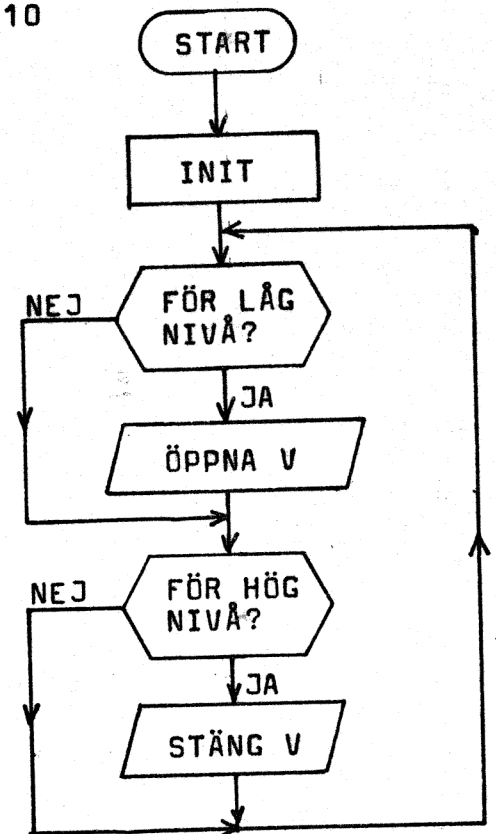 10
START
INIT
FÖR LÅG
NIVÅ?
NEJ
JA
ÖPPNA V
FÖR HÖG
NIVÅ?
NEJ
JA
STÄNG V